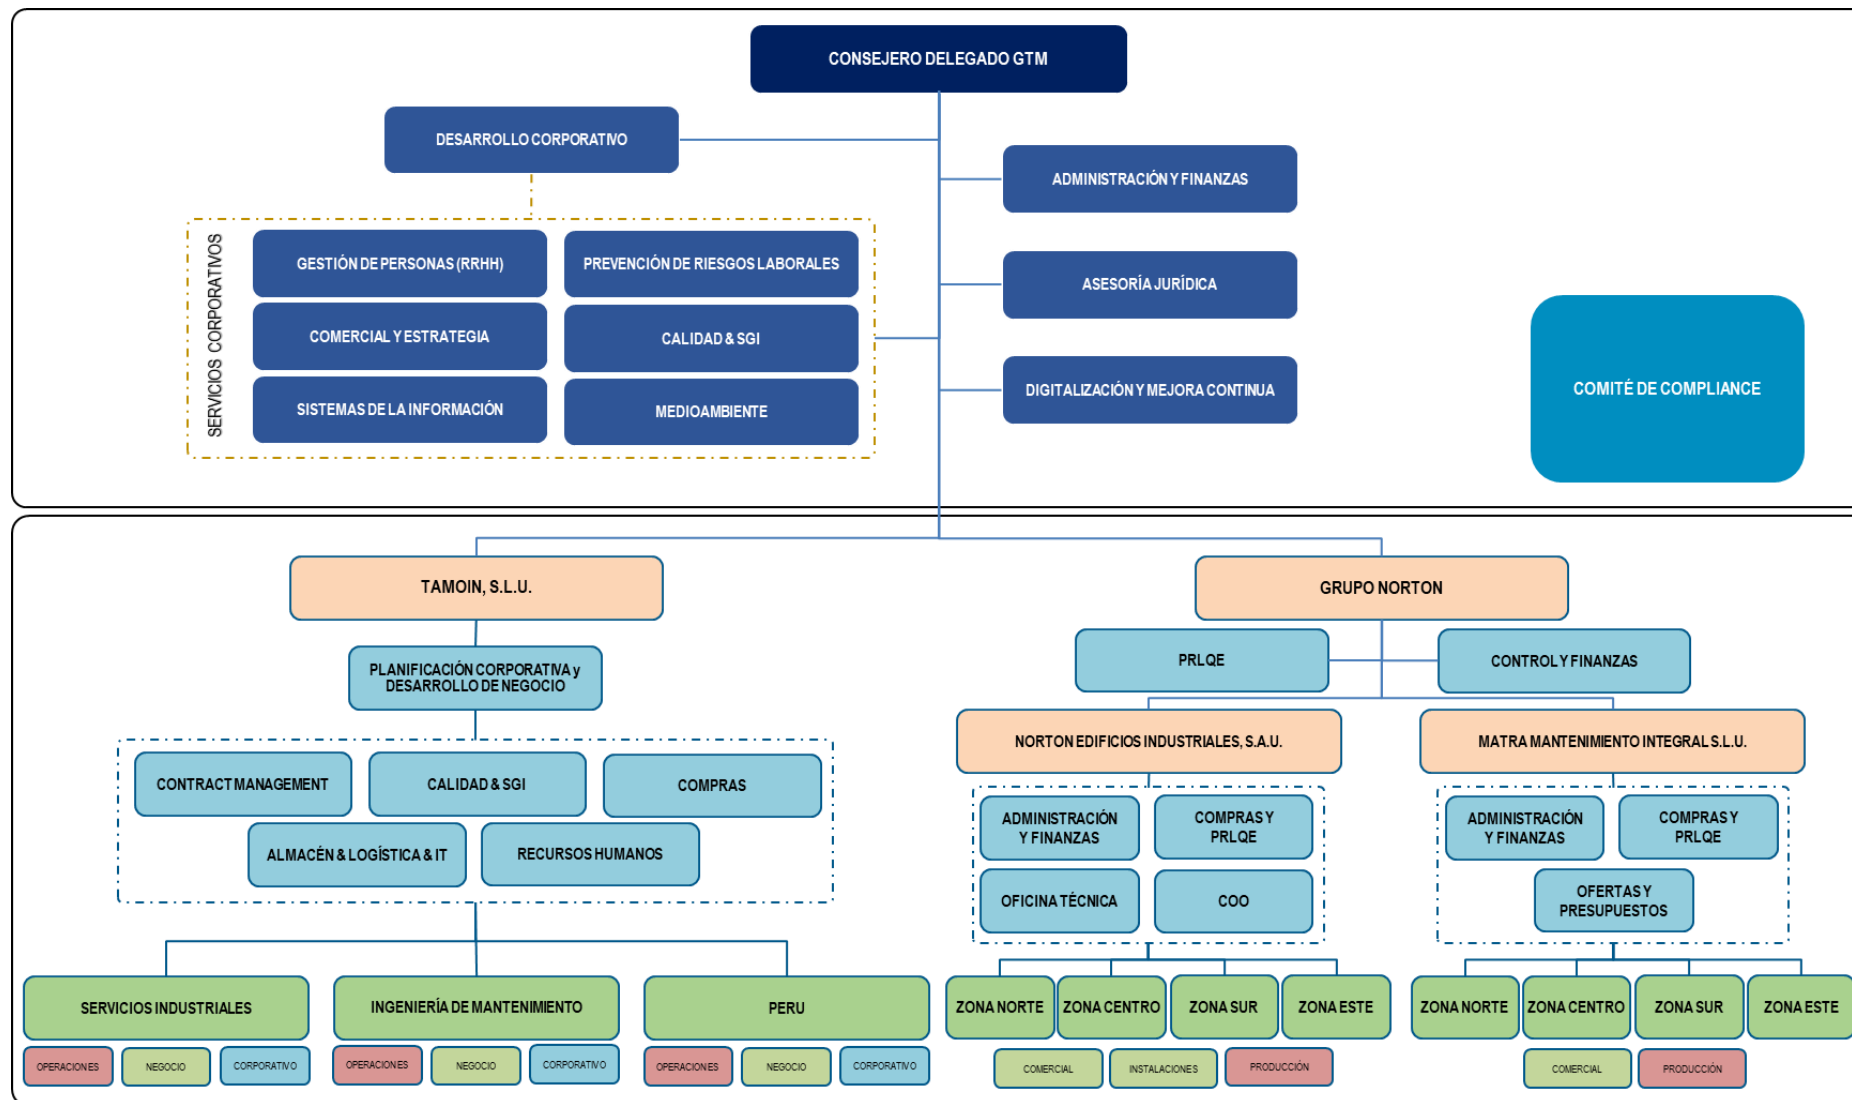 CONSEJERO DELEGADO GTM
DESARROLLO CORPORATIVO
ADMINISTRACIÓN Y FINANZAS
SERVICIOS CORPORATIVOS
GESTIÓN DE PERSONAS (RRHH)
PREVENCIÓN DE RIESGOS LABORALES
ASESORÍA JURÍDICA
COMERCIAL Y ESTRATEGIA
CALIDAD & SGI
DIGITALIZACIÓN Y MEJORA CONTINUA
COMITÉ DE COMPLIANCE
SISTEMAS DE LA INFORMACIÓN
MEDIOAMBIENTE
TAMOIN, S.L.U.
GRUPO NORTON
PLANIFICACIÓN CORPORATIVA y
DESARROLLO DE NEGOCIO
PRLQE
CONTROL Y FINANZAS
NORTON EDIFICIOS INDUSTRIALES, S.A.U.
MATRA MANTENIMIENTO INTEGRAL S.L.U.
CONTRACT MANAGEMENT
CALIDAD & SGI
COMPRAS
ALMACÉN & LOGÍSTICA & IT
RECURSOS HUMANOS
ADMINISTRACIÓN
Y FINANZAS
COMPRAS Y
PRLQE
OFICINA TÉCNICA
COO
ADMINISTRACIÓN
Y FINANZAS
COMPRAS Y
PRLQE
OFERTAS Y
PRESUPUESTOS
SERVICIOS INDUSTRIALES
INGENIERÍA DE MANTENIMIENTO
PERU
ZONA NORTE
ZONA CENTRO
ZONA SUR
ZONA ESTE
ZONA NORTE
ZONA CENTRO
ZONA SUR
ZONA ESTE
OPERACIONES
NEGOCIO
CORPORATIVO
OPERACIONES
NEGOCIO
CORPORATIVO
OPERACIONES
NEGOCIO
CORPORATIVO
COMERCIAL
INSTALACIONES
PRODUCCIÓN
COMERCIAL
PRODUCCIÓN